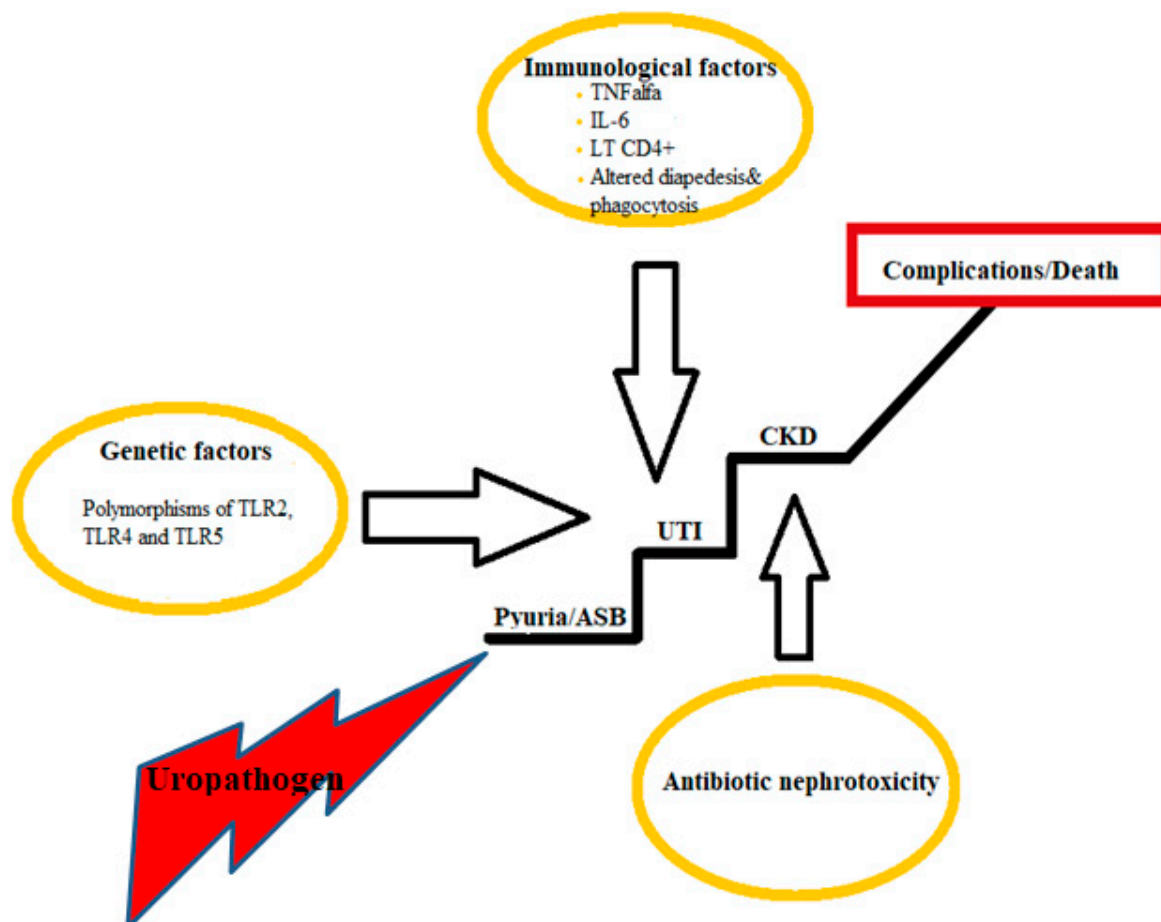 Immunological factors
• TNFalfa
• IL-6
• LT CD4+
• Altered diapedesis&
phagocytosis
Complications/Death
Genetic factors
Polymorphisms of TLR2,
TLR4 and TLR5
CKD
UTI
Pyuria/ASB
Uropathogen
Antibiotic nephrotoxicity